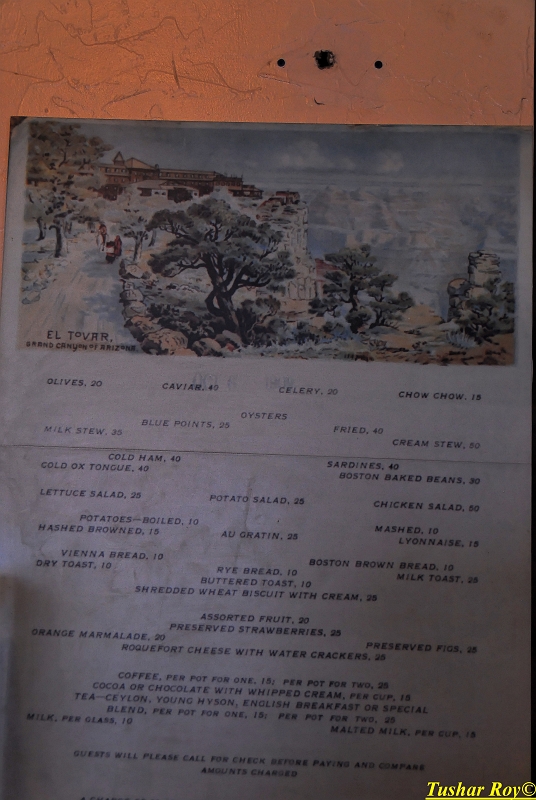 EL TOVAR,
GRAND CANYON OF ARIZONA.
OLIVES, 20 CAVIAR, 40 CELERY, 20 CHOW CHOW, 15
OYSTERS
MILK STEW, 35 BLUE POINTS, 25 FRIED, 40 CREAM STEW, 50
COLD HAM, 40 SARDINES, 40
COLD OX TONGUE, 40 BOSTON BAKED BEANS, 30
LETTUCE SALAD, 25 POTATO SALAD, 25 CHICKEN SALAD, 50
POTATOES—BOILED, 10 MASHED, 10
HASHED BROWNED, 15 AU GRATIN, 25 LYONNAISE, 15
VIENNA BREAD, 10 RYE BREAD, 10 BOSTON BROWN BREAD, 10
DRY TOAST, 10 BUTTERED TOAST, 10 MILK TOAST, 25
SHREDDED WHEAT BISCUIT WITH CREAM, 25
ASSORTED FRUIT, 20
ORANGE MARMALADE, 20 PRESERVED STRAWBERRIES, 25 PRESERVED FIGS, 25
ROQUEFORT CHEESE WITH WATER CRACKERS, 25
COFFEE, PER POT FOR ONE, 15; PER POT FOR TWO, 25
COCOA OR CHOCOLATE WITH WHIPPED CREAM, PER CUP, 15
TEA—CEYLON, YOUNG HYSON, ENGLISH BREAKFAST OR SPECIAL
BLEND, PER POT FOR ONE, 15; PER POT FOR TWO, 25
MILK, PER GLASS, 10 MALTED MILK, PER CUP, 15
GUESTS WILL PLEASE CALL FOR CHECK BEFORE PAYING AND COMPARE
AMOUNTS CHARGED
Tushar Roy©